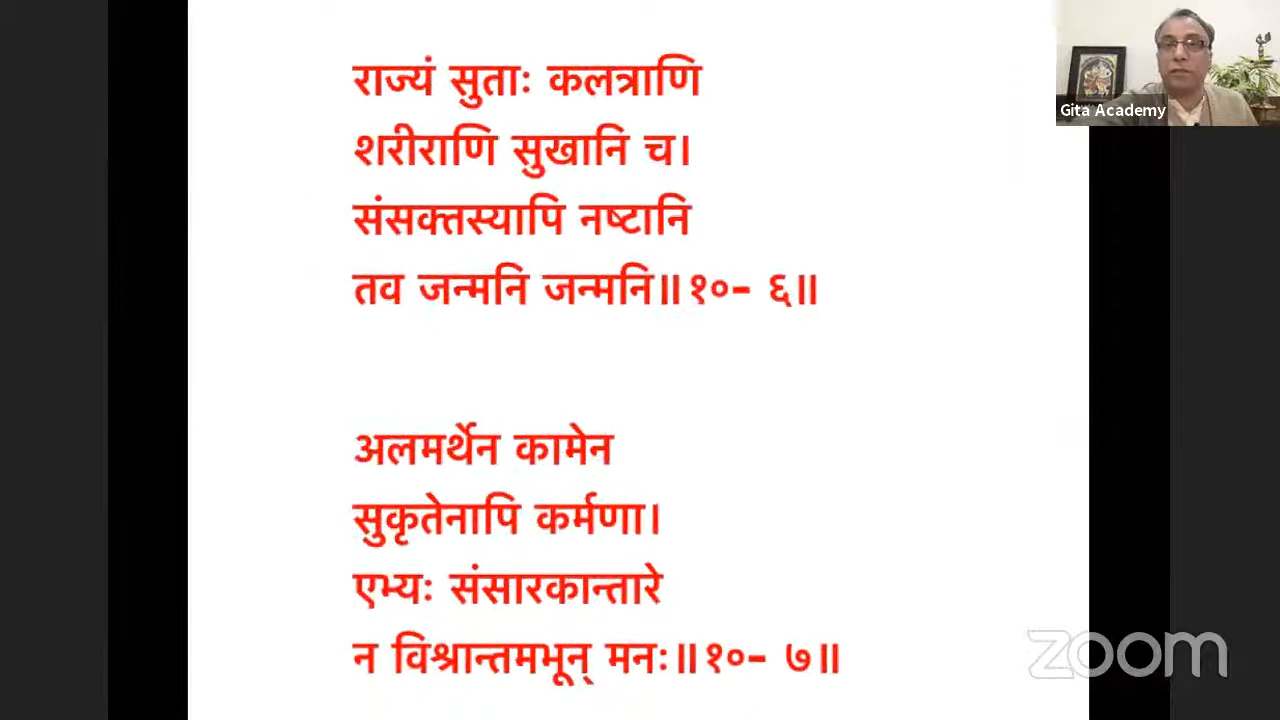 राज्यं सुताः कलत्राणि
शरीराणि सुखानि च।
संसक्तस्यापि नष्टानि
तव जन्मनि जन्मनि॥१०- ६॥
अलमर्थेन कामेन
सुकृतेनापि कर्मणा।
एभ्यः संसारकान्तारे
न विश्रान्तमभून् मनः॥१०- ७॥
Gita Academy
zoom